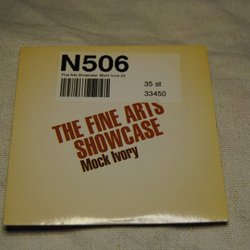 N506
Fine Arts Showcase: Mock Ivory (D)
35 st
33450
THE FINE ARTS
SHOWCASE
Mock Ivory